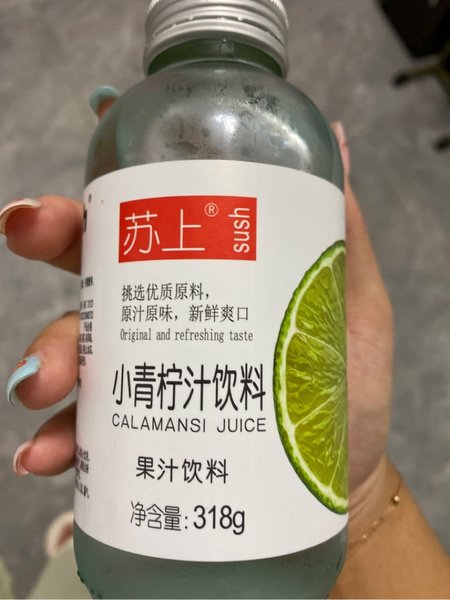 苏上®
sush
挑选优质原料，
原汁原味，新鲜爽口
Original and refreshing taste
小青柠汁饮料
CALAMANSI JUICE
果汁饮料
净含量: 318g